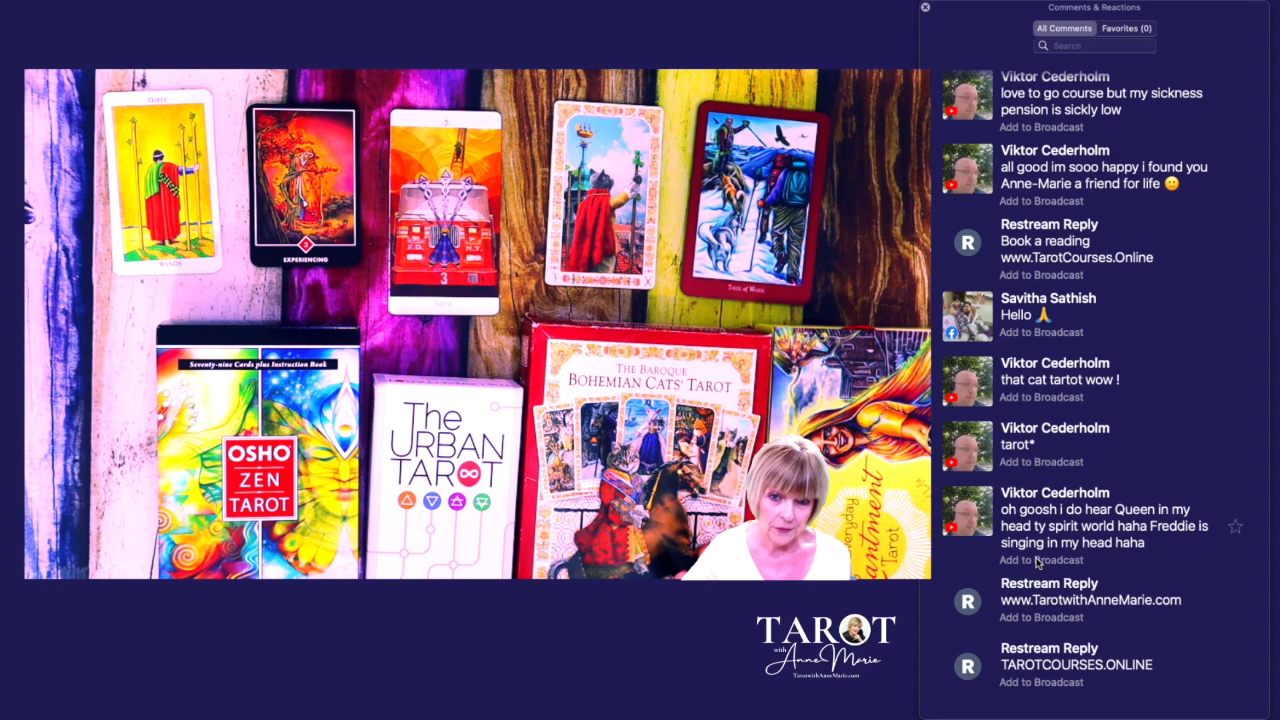 Comments & Reactions
All Comments
Favorites (0)
Search
Viktor Cederholm
love to go course but my sickness
pension is sickly low
Add to Broadcast
Viktor Cederholm
all good im sooo happy i found you
Anne-Marie a friend for life 🙂
Add to Broadcast
R
Restream Reply
Book a reading
www.TarotCourses.Online
Add to Broadcast
Savitha Sathish
Hello 🙏
Add to Broadcast
Viktor Cederholm
that cat tartot wow !
Add to Broadcast
Viktor Cederholm
tarot*
Add to Broadcast
Viktor Cederholm
oh goosh i do hear Queen in my
head ty spirit world haha Freddie is
singing in my head haha
Add to Broadcast
R
Restream Reply
www.TarotwithAnneMarie.com
Add to Broadcast
R
Restream Reply
TAROTCOURSES.ONLINE
Add to Broadcast
THREE
WANDS
3
EXPERIENCING
3
F.D.
N.Y.
3
Three of Wands
Seventy-nine Cards plus Instruction Book
OSHO
ZEN
TAROT
The
URBAN
TAROT
THE BAROQUE
BOHEMIAN CATS' TAROT
Everyday
antment
Tarot
TAROT
with
Anne Marie
TarotwithAnneMarie.com